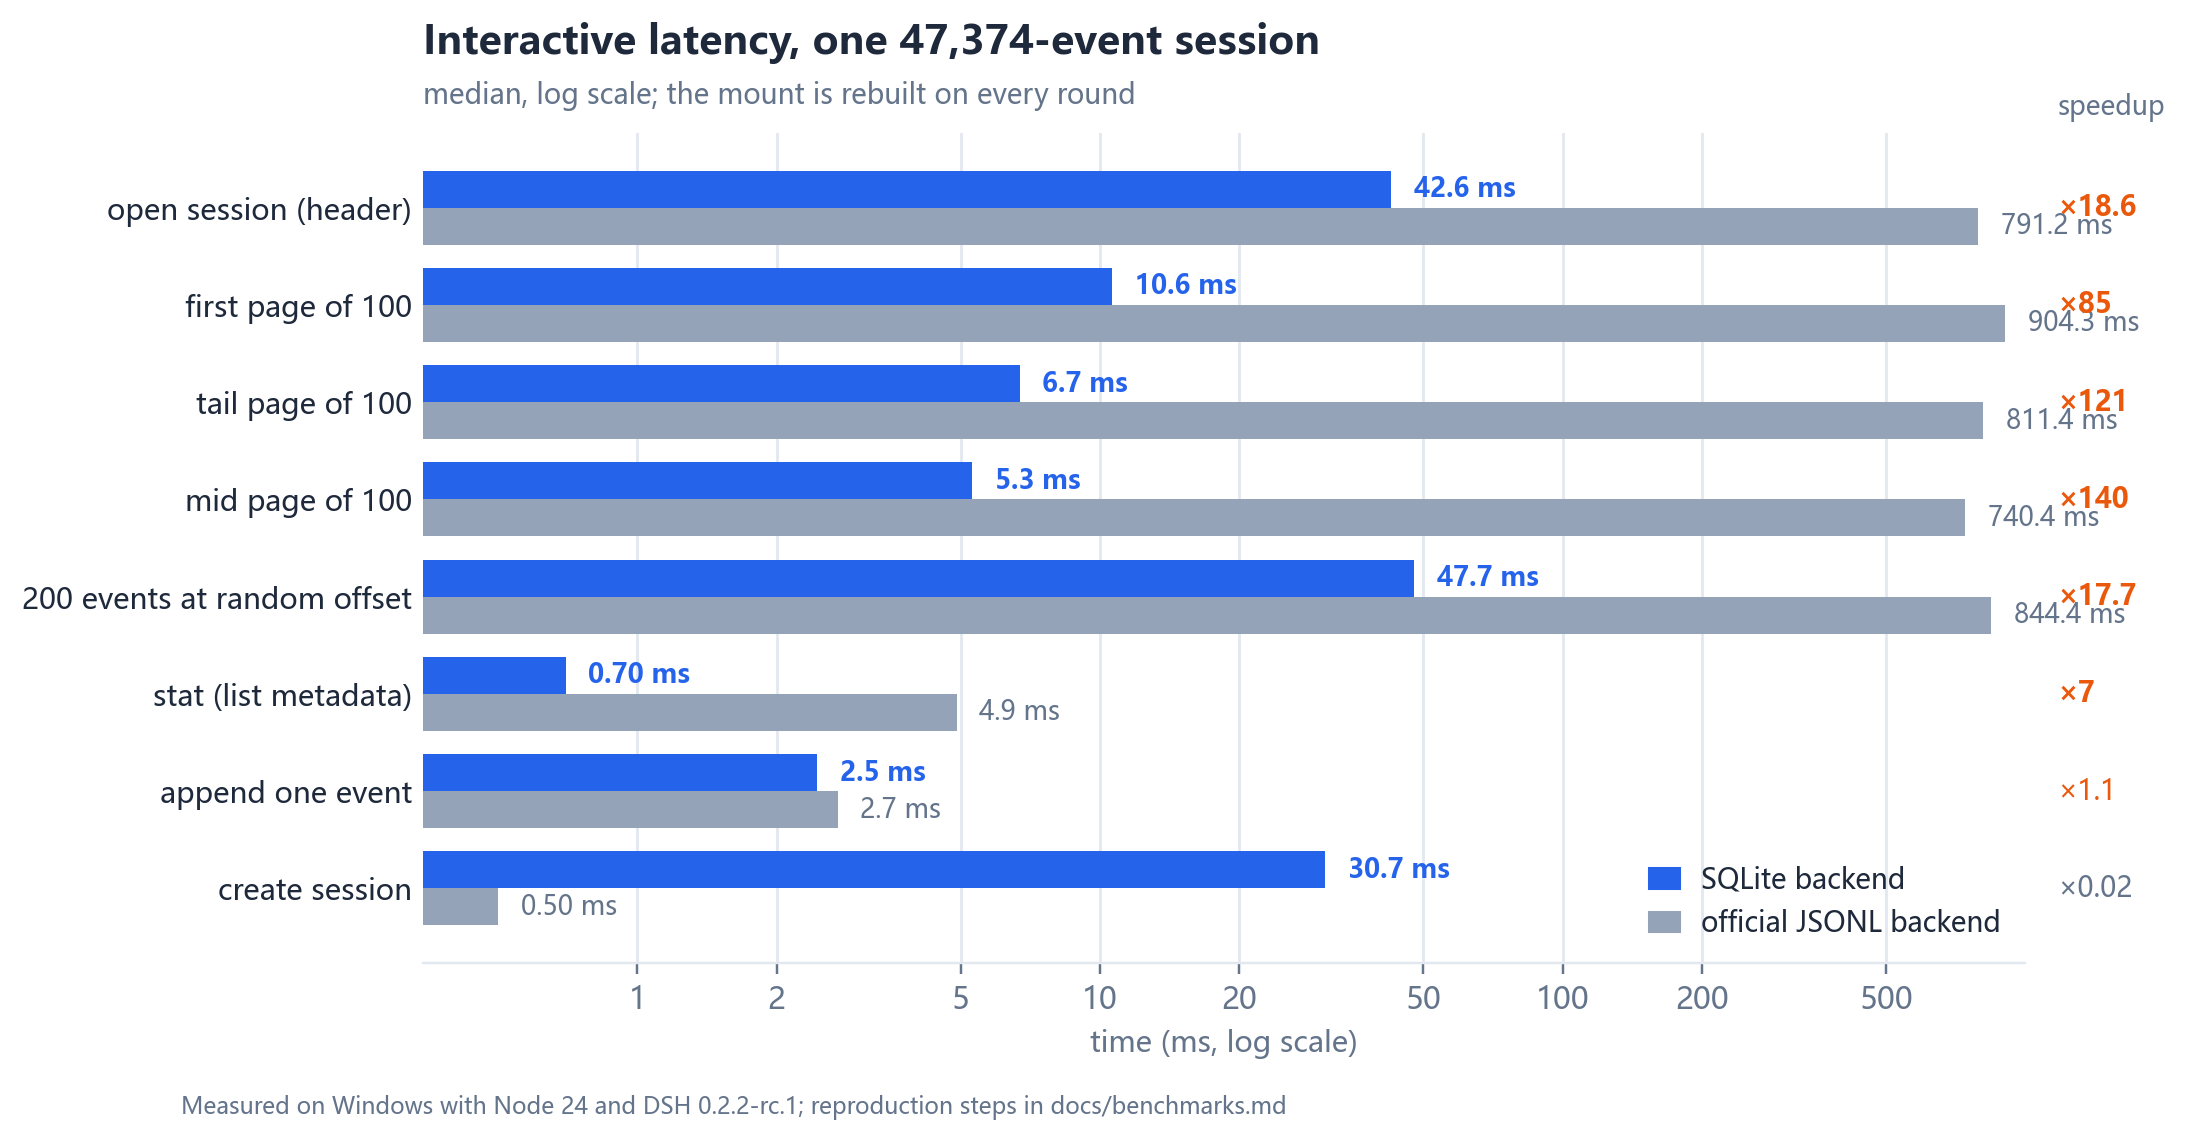 Interactive latency, one 47,374-event session
median, log scale; the mount is rebuilt on every round
speedup
open session (header)
42.6 ms
791.2 ms
×18.6
first page of 100
10.6 ms
904.3 ms
×85
tail page of 100
6.7 ms
811.4 ms
×121
mid page of 100
5.3 ms
740.4 ms
×140
200 events at random offset
47.7 ms
844.4 ms
×17.7
stat (list metadata)
0.70 ms
4.9 ms
×7
append one event
2.5 ms
2.7 ms
×1.1
create session
30.7 ms
0.50 ms
×0.02
SQLite backend
official JSONL backend
1 2 5 10 20 50 100 200 500
time (ms, log scale)
Measured on Windows with Node 24 and DSH 0.2.2-rc.1; reproduction steps in docs/benchmarks.md